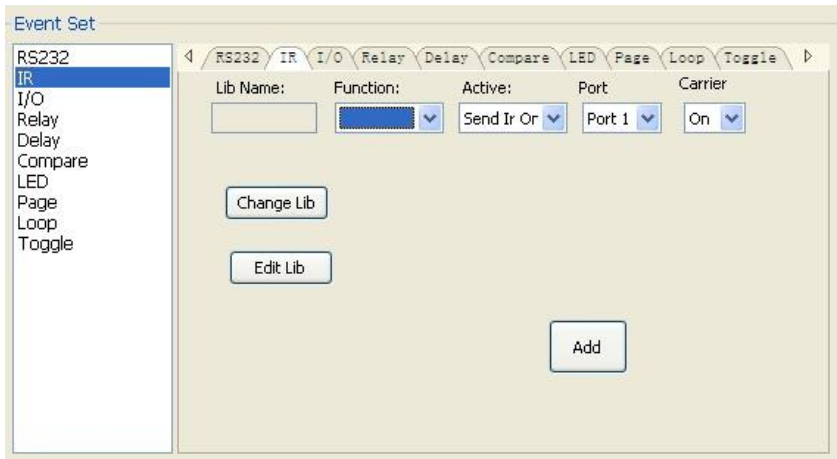 Event Set
RS232
IR
I/O
Relay
Delay
Compare
LED
Page
Loop
Toggle
RS232 IR I/O Relay Delay Compare LED Page Loop Toggle
Lib Name: Function: Active: Port Carrier
Send Ir Or Port 1 On
Change Lib
Edit Lib
Add